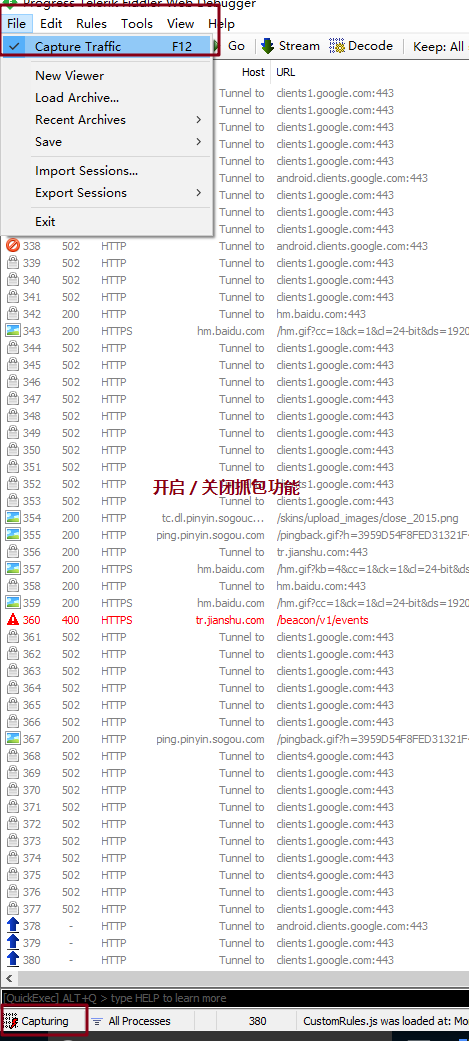 Progress Telerik Fiddler Web Debugger
File Edit Rules Tools View Help
Capture Traffic F12
New Viewer
Load Archive...
Recent Archives
Save
Import Sessions...
Export Sessions
Exit
Go Stream Decode Keep: All
Host URL
Tunnel to clients1.google.com:443
Tunnel to clients1.google.com:443
Tunnel to clients1.google.com:443
Tunnel to clients1.google.com:443
Tunnel to clients1.google.com:443
Tunnel to android.clients.google.com:443
Tunnel to clients1.google.com:443
Tunnel to clients1.google.com:443
Tunnel to clients1.google.com:443
338 502 HTTP Tunnel to android.clients.google.com:443
339 502 HTTP Tunnel to clients1.google.com:443
340 502 HTTP Tunnel to clients1.google.com:443
341 502 HTTP Tunnel to clients1.google.com:443
342 200 HTTP Tunnel to hm.baidu.com:443
343 200 HTTPS hm.baidu.com /hm.gif?cc=1&ck=1&cl=24-bit&ds=1920
344 502 HTTP Tunnel to clients1.google.com:443
345 502 HTTP Tunnel to clients1.google.com:443
346 502 HTTP Tunnel to clients1.google.com:443
347 502 HTTP Tunnel to clients1.google.com:443
348 502 HTTP Tunnel to clients1.google.com:443
349 502 HTTP Tunnel to clients1.google.com:443
350 502 HTTP Tunnel to clients1.google.com:443
351 502 HTTP Tunnel to clients1.google.com:443
352 502 HTTP Tunnel to clients1.google.com:443
开启 / 关闭抓包功能
353 502 HTTP Tunnel to clients1.google.com:443
354 200 HTTP tc.dl.pinyin.sogouc... /skins/upload_images/close_2015.png
355 200 HTTP ping.pinyin.sogou.com /pingback.gif?h=3959D54F8FED31321F
356 200 HTTP Tunnel to tr.jianshu.com:443
357 200 HTTPS hm.baidu.com /hm.gif?kb=4&cc=1&ck=1&cl=24-bit&ds
358 200 HTTP Tunnel to hm.baidu.com:443
359 200 HTTPS hm.baidu.com /hm.gif?cc=1&ck=1&cl=24-bit&ds=1920
360 400 HTTPS tr.jianshu.com /beacon/v1/events
361 502 HTTP Tunnel to clients1.google.com:443
362 502 HTTP Tunnel to clients1.google.com:443
363 502 HTTP Tunnel to clients1.google.com:443
364 502 HTTP Tunnel to clients1.google.com:443
365 502 HTTP Tunnel to clients1.google.com:443
366 502 HTTP Tunnel to clients1.google.com:443
367 200 HTTP ping.pinyin.sogou.com /pingback.gif?h=3959D54F8FED31321F
368 502 HTTP Tunnel to clients4.google.com:443
369 502 HTTP Tunnel to clients1.google.com:443
370 502 HTTP Tunnel to clients1.google.com:443
371 502 HTTP Tunnel to clients1.google.com:443
372 502 HTTP Tunnel to clients1.google.com:443
373 502 HTTP Tunnel to clients1.google.com:443
374 502 HTTP Tunnel to clients1.google.com:443
375 502 HTTP Tunnel to clients4.google.com:443
376 502 HTTP Tunnel to clients1.google.com:443
377 502 HTTP Tunnel to clients1.google.com:443
378 - HTTP Tunnel to android.clients.google.com:443
379 - HTTP Tunnel to clients1.google.com:443
380 - HTTP Tunnel to clients1.google.com:443
[QuickExec] ALT+Q > type HELP to learn more
Capturing All Processes 380 CustomRules.js was loaded at: Mo